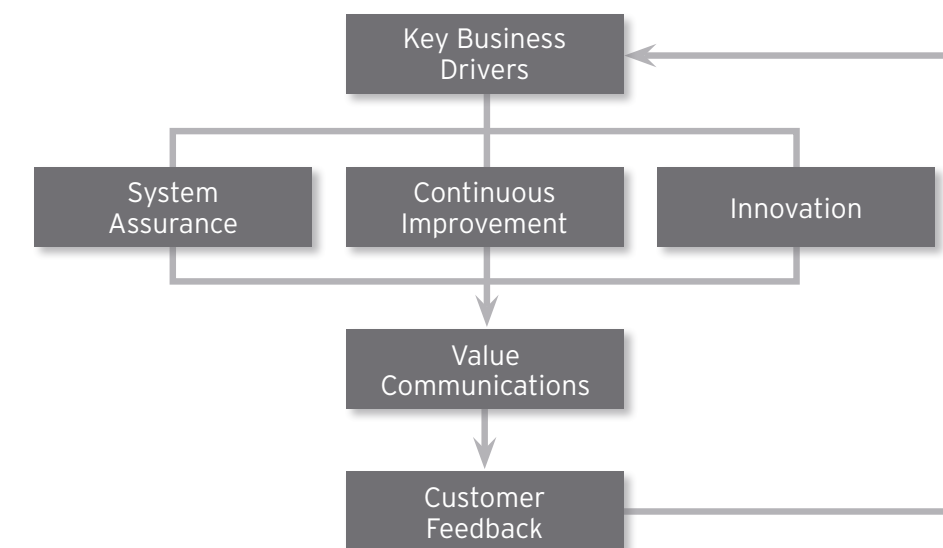 Key Business
Drivers
System
Assurance
Continuous
Improvement
Innovation
Value
Communications
Customer
Feedback